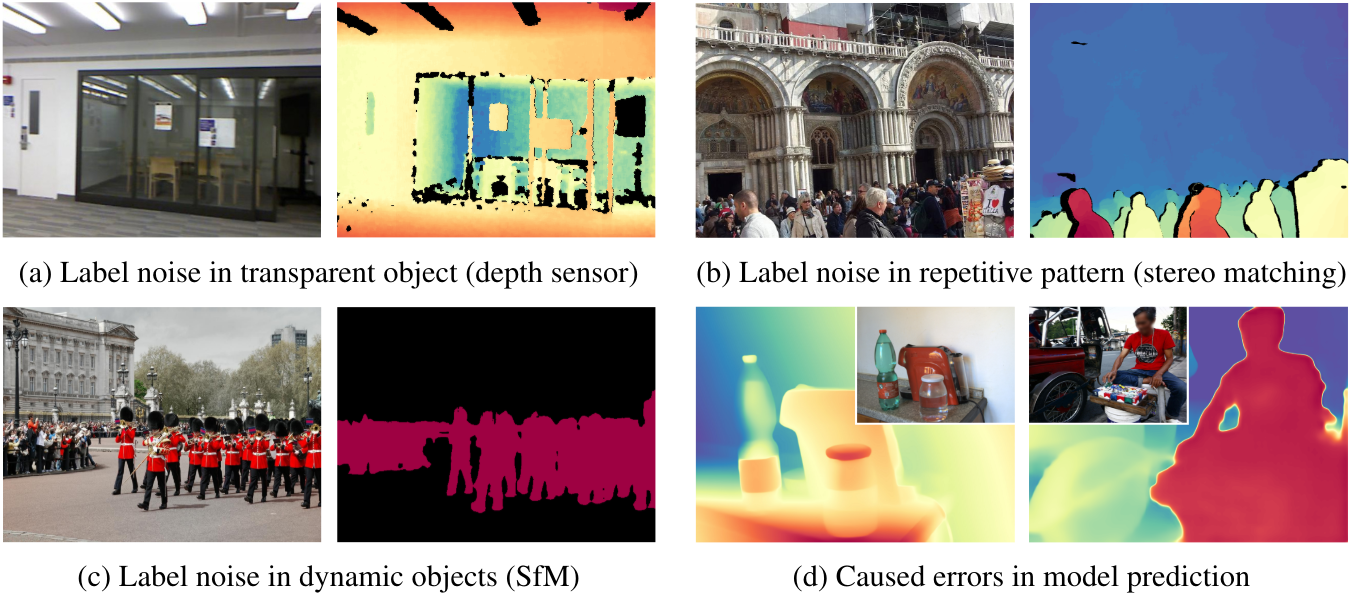 (a) Label noise in transparent object (depth sensor)
(b) Label noise in repetitive pattern (stereo matching)
(c) Label noise in dynamic objects (SfM)
(d) Caused errors in model prediction